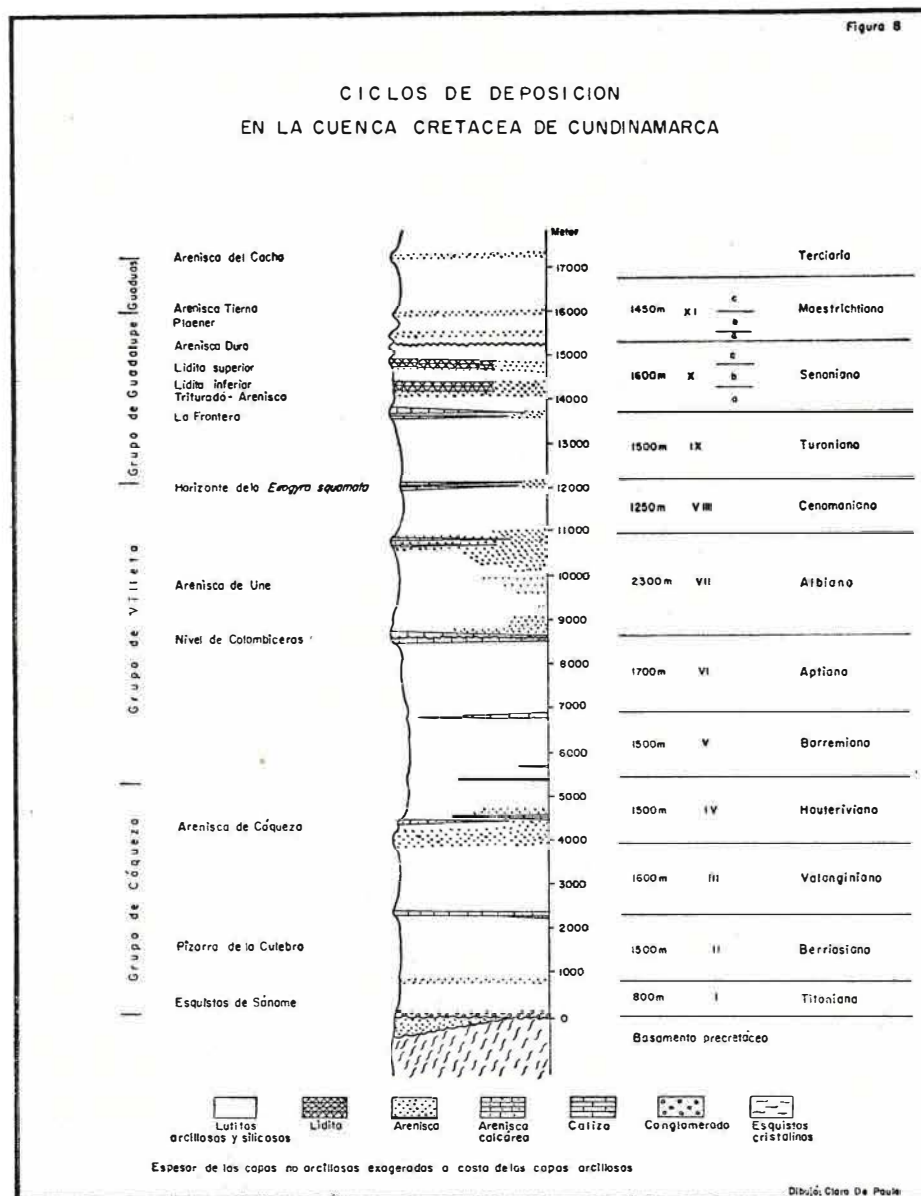 Figura 8
CICLOS DE DEPOSICION
EN LA CUENCA CRETACEA DE CUNDINAMARCA
Meter
Arenisca del Cacho
17000
Terciario
Arenisca Tierna
16000
1450m XI c
Maestrichtiano
Plaener
Arenisca Dura
15000
Lidita superior
1600m X c b a
Senoniano
Lidita inferior
Triturado - Arenisca
14000
La Frontera
13000
1500m IX
Turoniano
Horizonte de la Exogyra squamata
12000
1250m VIII
Cenomaniano
11000
Arenisca de Une
10000
2300m VII
Albiano
9000
Nivel de Colombiceras
8000
1700m VI
Aptiano
7000
6000
1500m V
Barremiano
5000
Arenisca de Cáqueza
1500m IV
Hauteriviano
4000
3000
1600m III
Valanginiano
2000
Pizarra de la Culebra
1500m II
Berriasiano
1000
Esquistos de Sáname
800m I
Titoniano
0
Basamento precretáceo
Guaduas
Grupo de Guadalupe
Grupo de Villeta
Grupo de Cáqueza
Lutitas
arcillosas y silicosas
Lidita
Arenisca
Arenisca
calcárea
Caliza
Conglomerado
Esquistos
cristalinos
Espesor de las capas no arcillosas exageradas a costa de las capas arcillosas
Dibujó: Clara De Paule